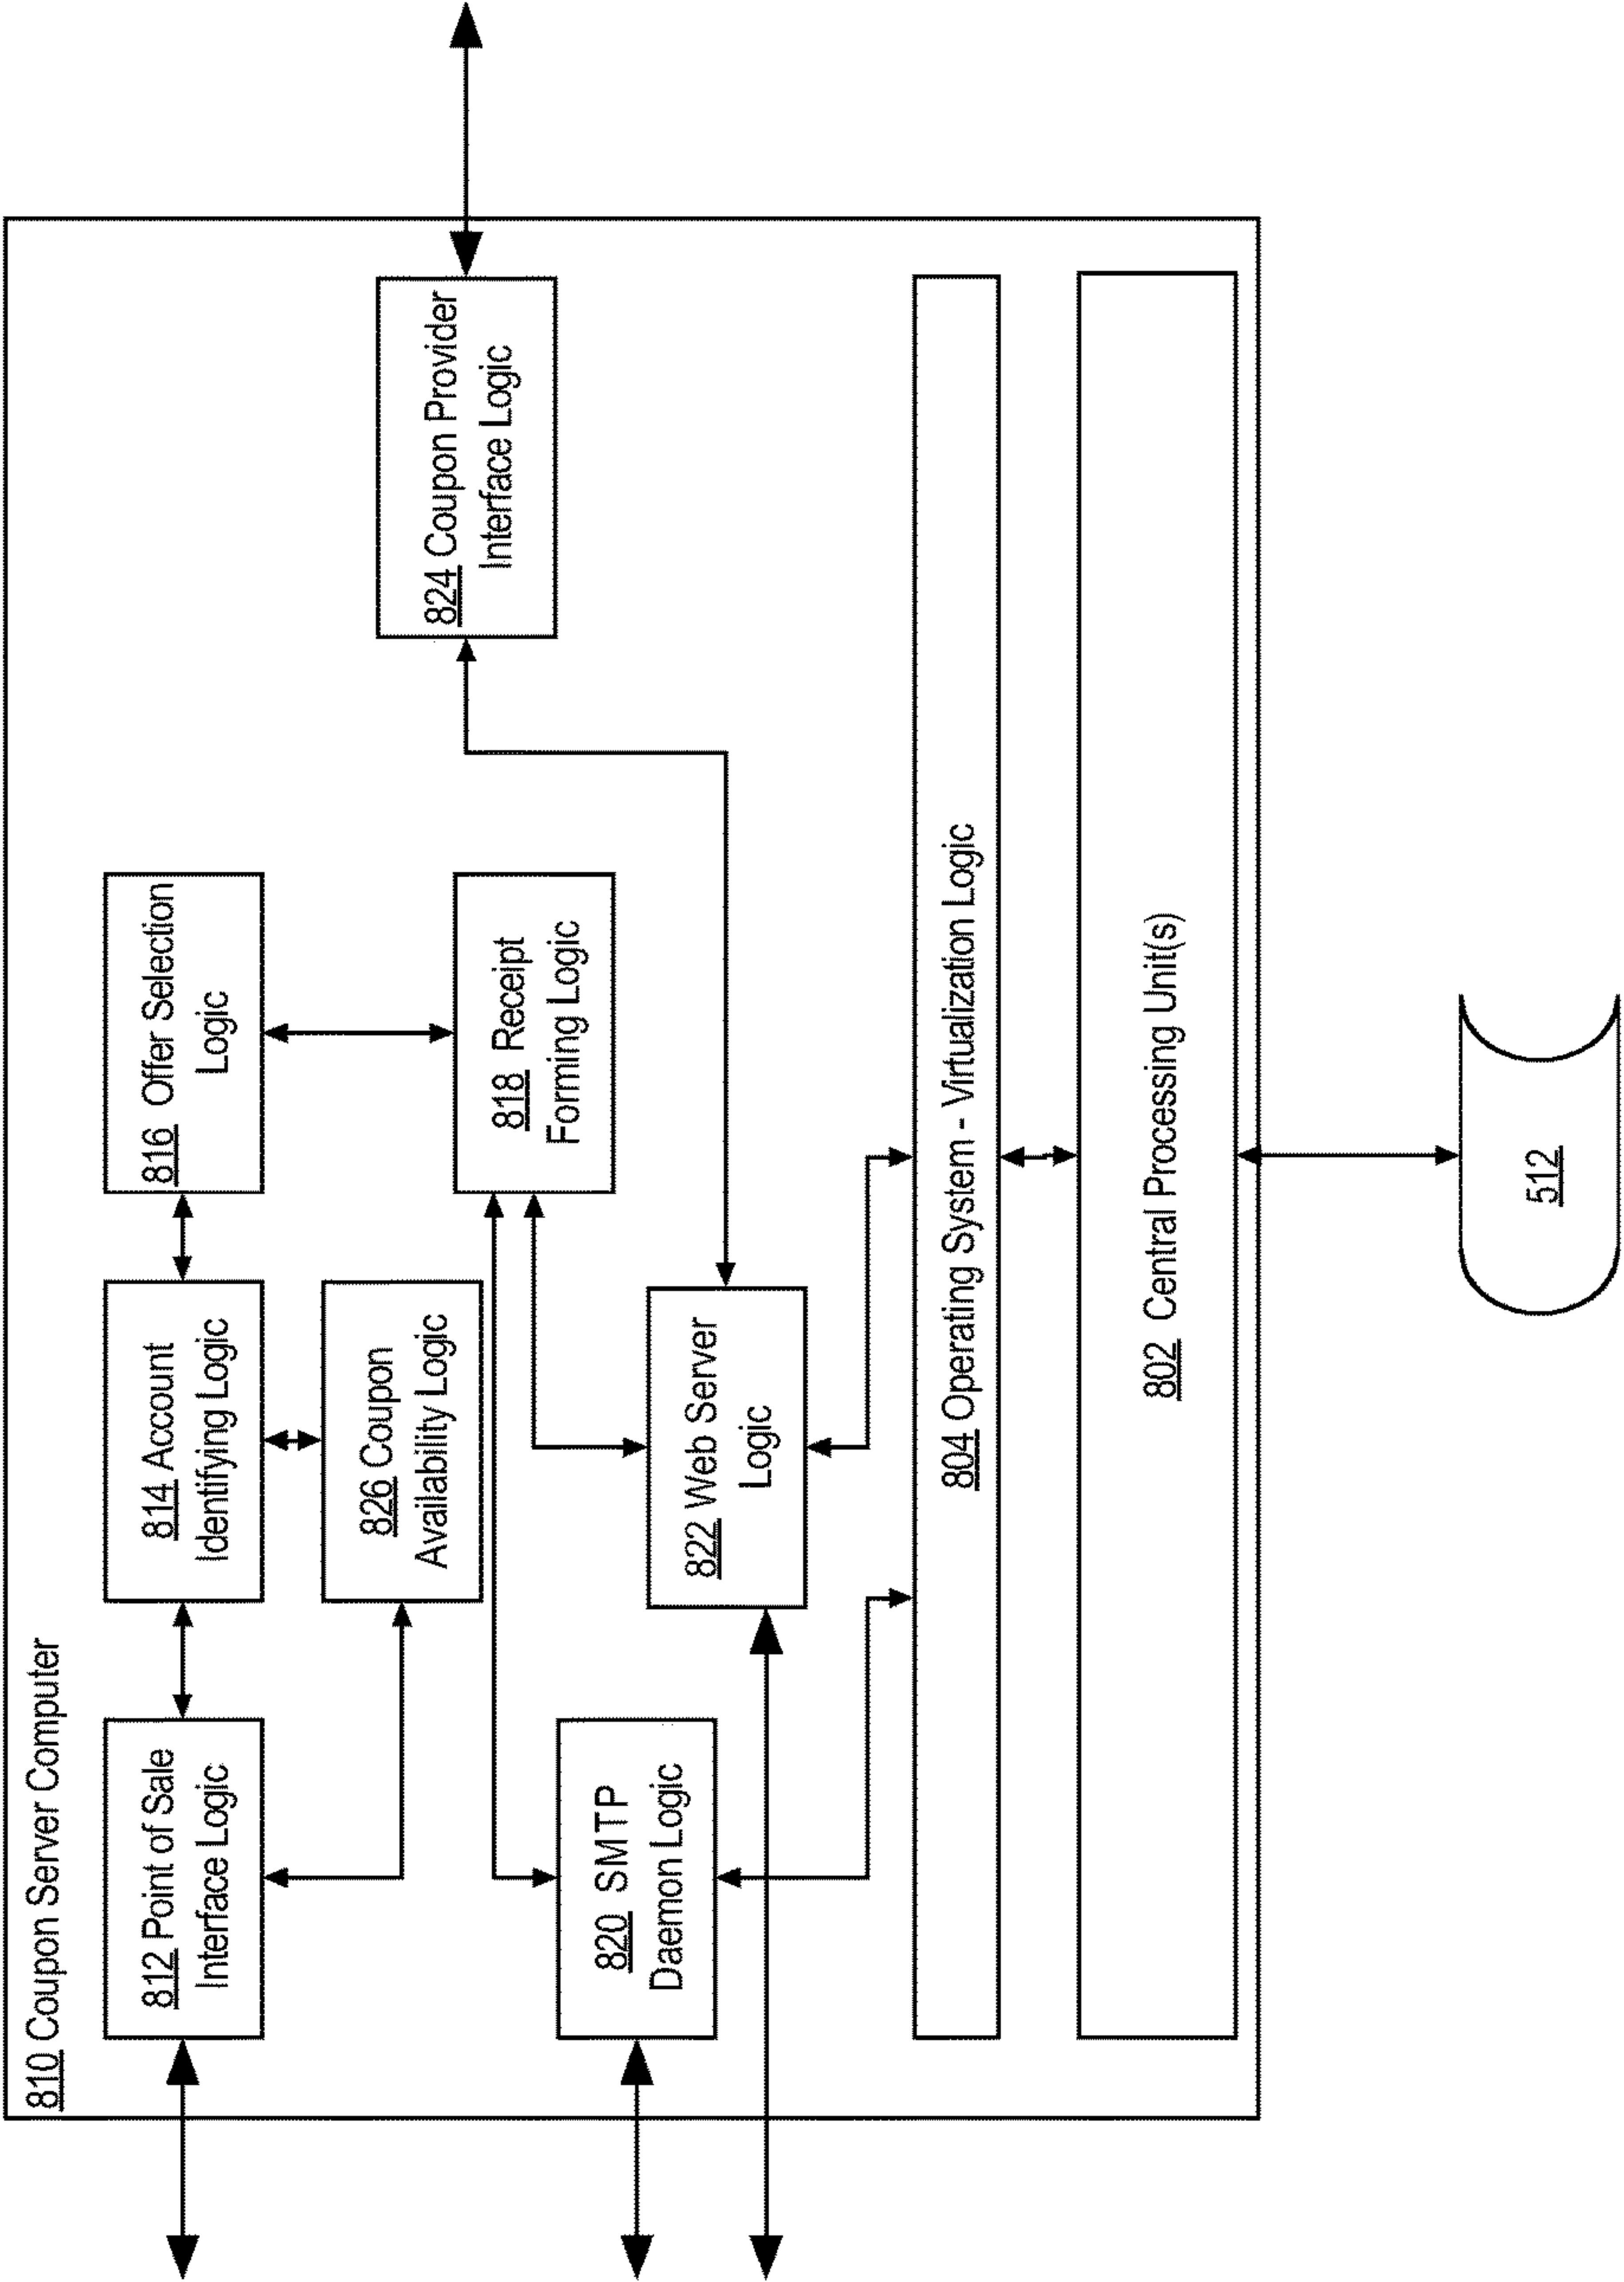 810 Coupon Server Computer
812 Point of Sale
Interface Logic
814 Account
Identifying Logic
816 Offer Selection
Logic
826 Coupon
Availability Logic
824 Coupon Provider
Interface Logic
818 Receipt
Forming Logic
820 SMTP
Daemon Logic
822 Web Server
Logic
804 Operating System - Virtualization Logic
802 Central Processing Unit(s)
512